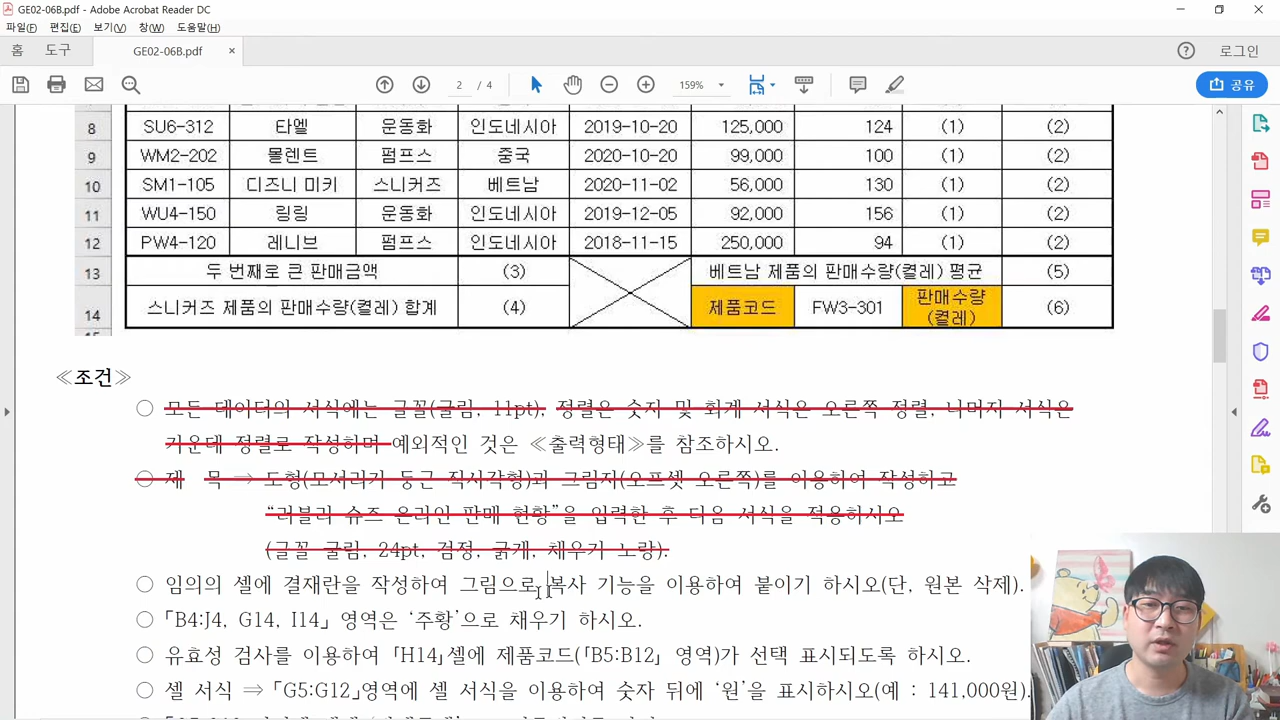 GE02-06B.pdf - Adobe Acrobat Reader DC
파일(F) 편집(E) 보기(V) 창(W) 도움말(H)
홈 도구 GE02-06B.pdf × 로그인
2 / 4 159% 공유
8 SU6-312 타엘 운동화 인도네시아 2019-10-20 125,000 124 (1) (2)
9 WM2-202 몰렌트 펌프스 중국 2020-10-20 99,000 100 (1) (2)
10 SM1-105 디즈니 미키 스니커즈 베트남 2020-11-02 56,000 130 (1) (2)
11 WU4-150 링링 운동화 인도네시아 2019-12-05 92,000 156 (1) (2)
12 PW4-120 레니브 펌프스 인도네시아 2018-11-15 250,000 94 (1) (2)
13 두 번째로 큰 판매금액 (3) 베트남 제품의 판매수량(켤레) 평균 (5)
14 스니커즈 제품의 판매수량(켤레) 합계 (4) 제품코드 FW3-301 판매수량 (켤레) (6)
≪조건≫
○ 모든 데이터의 서식에는 글꼴(굴림, 11pt), 정렬은 숫자 및 회계 서식은 오른쪽 정렬, 나머지 서식은
가운데 정렬로 작성하며 예외적인 것은 ≪출력형태≫를 참조하시오.
○ 제 목 ⇒ 도형(모서리가 둥근 직사각형)과 그림자(오프셋 오른쪽)를 이용하여 작성하고
“러블리 슈즈 온라인 판매 현황”을 입력한 후 다음 서식을 적용하시오
(글꼴 굴림, 24pt, 검정, 굵게, 채우기 노랑).
○ 임의의 셀에 결재란을 작성하여 그림으로 복사 기능을 이용하여 붙이기 하시오(단, 원본 삭제).
○ 「B4:J4, G14, I14」 영역은 ‘주황’으로 채우기 하시오.
○ 유효성 검사를 이용하여 「H14」셀에 제품코드(「B5:B12」 영역)가 선택 표시되도록 하시오.
○ 셀 서식 ⇒ 「G5:G12」영역에 셀 서식을 이용하여 숫자 뒤에 ‘원’을 표시하시오(예 : 141,000원).